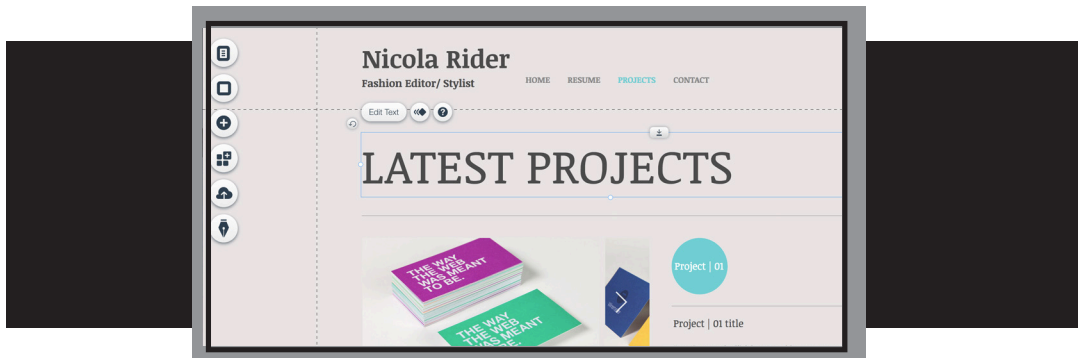 Nicola Rider
Fashion Editor/ Stylist
HOME RESUME PROJECTS CONTACT
Edit Text
LATEST PROJECTS
THE WAY
THE WEB
WAS MEANT
TO BE.
THE WAY
THE WEB
WAS MEANT
Project | 01
Project | 01 title